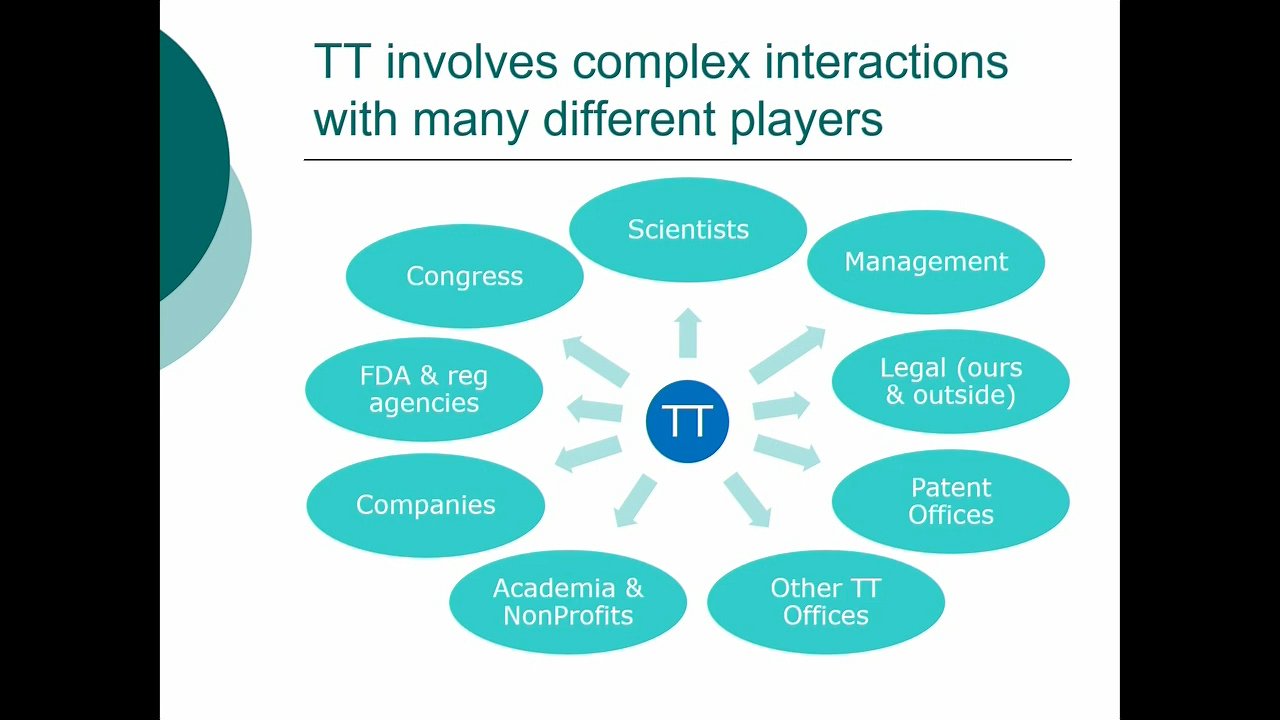 TT involves complex interactions
with many different players
Scientists
Congress
Management
FDA & reg
agencies
Legal (ours
& outside)
TT
Companies
Patent
Offices
Academia &
NonProfits
Other TT
Offices